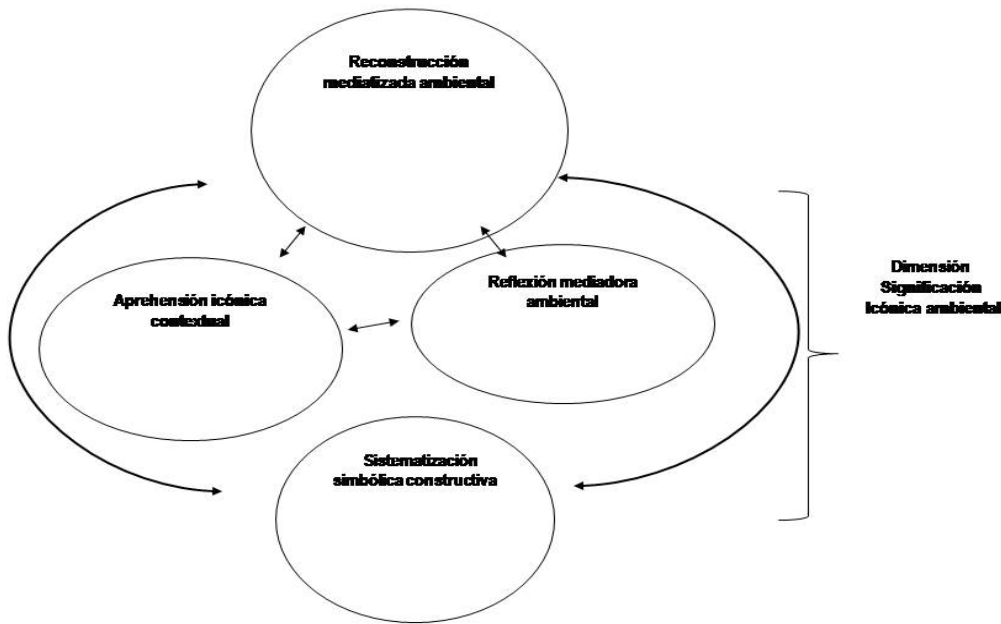 Reconstrucción
mediatizada ambiental
Aprehensión icónica
contextual
Reflexión mediadora
ambiental
Dimensión
Significación
Icónica ambiental
Sistematización
simbólica constructiva